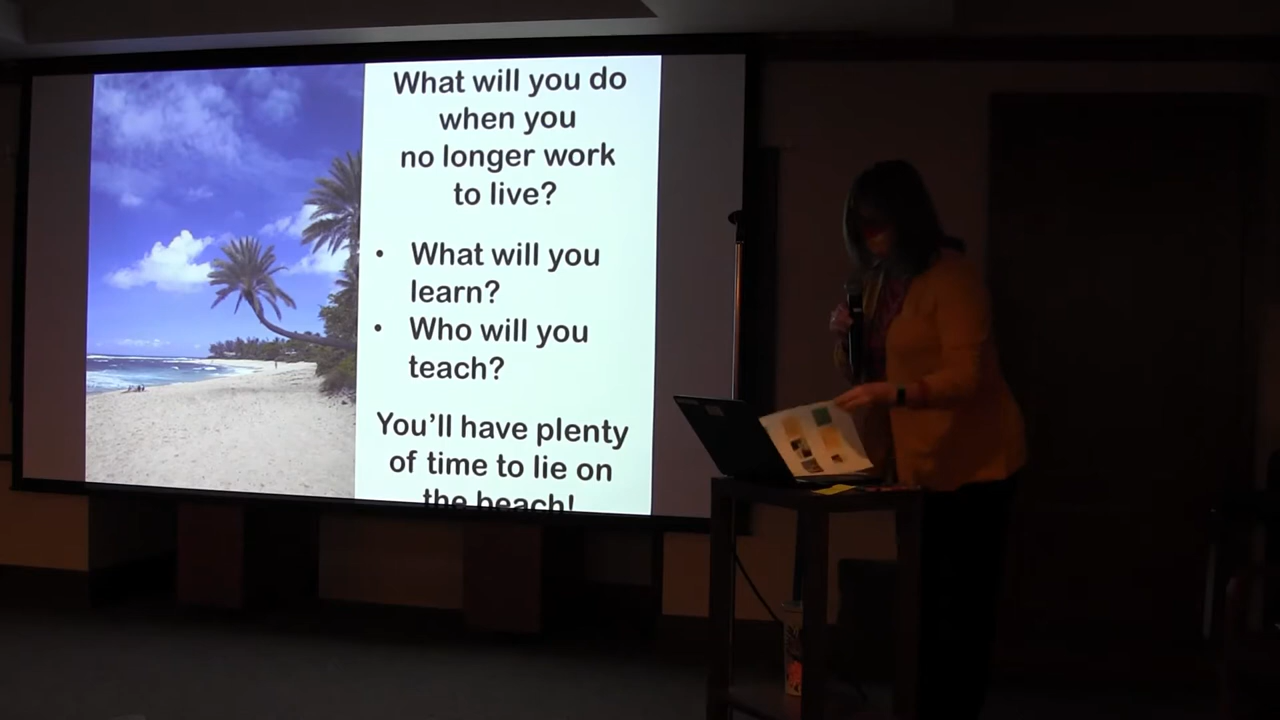 What will you do
when you
no longer work
to live?
• What will you
learn?
• Who will you
teach?
You'll have plenty
of time to lie on
the beach!